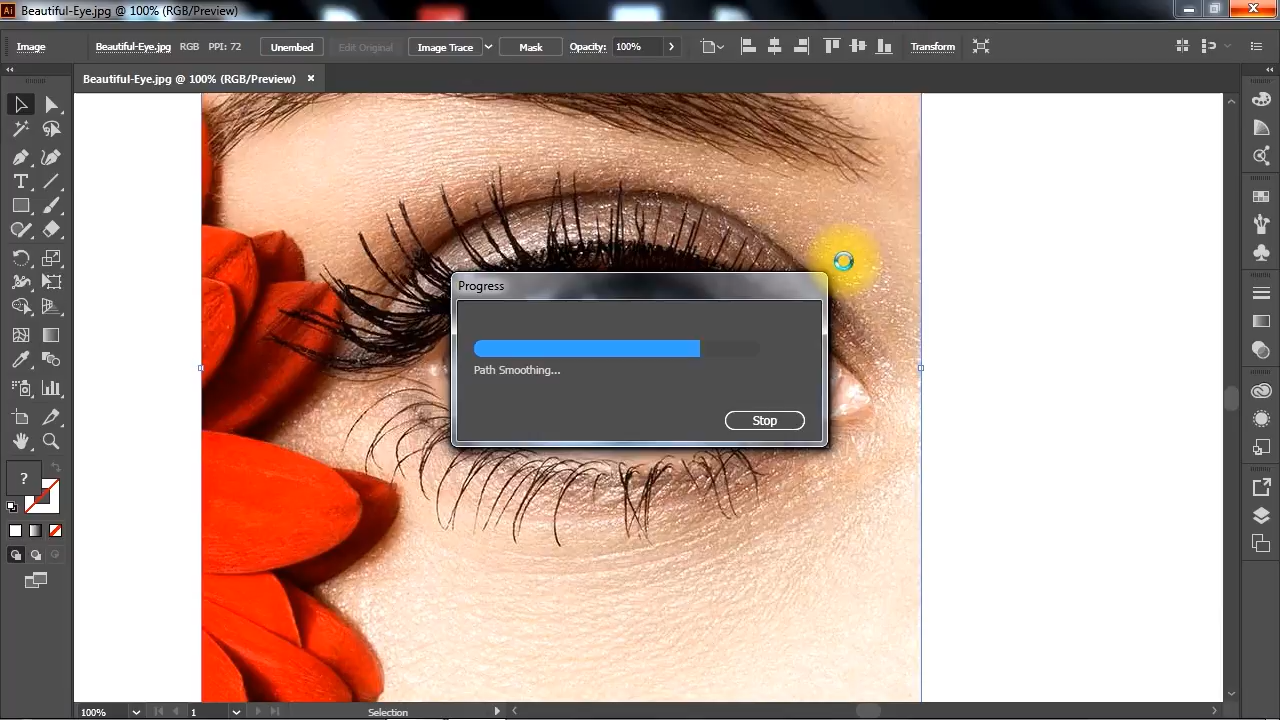 Ai Beautiful-Eye.jpg @ 100% (RGB/Preview)
Image Beautiful-Eye.jpg RGB PPI: 72 Unembed Edit Original Image Trace Mask Opacity: 100% Transform
Beautiful-Eye.jpg @ 100% (RGB/Preview) ×
Progress
Path Smoothing...
Stop
?
100% 1 Selection